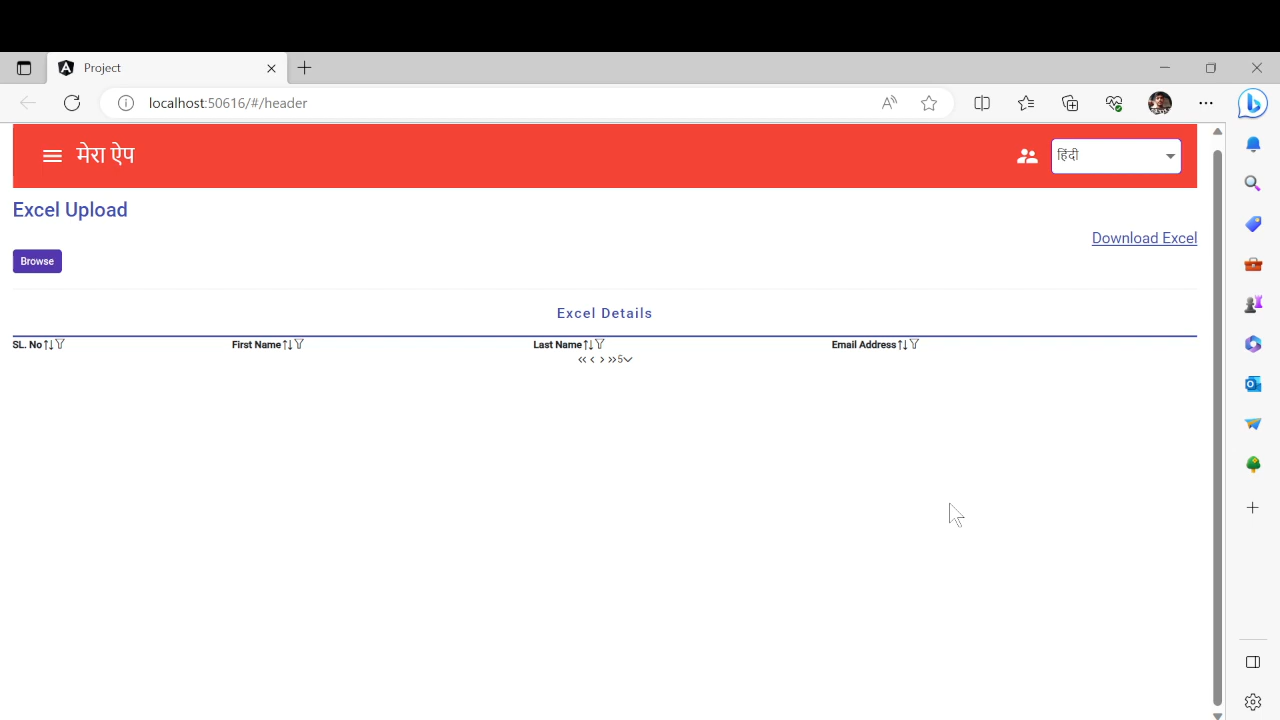 Project
localhost:50616/#/header
मेरा ऐप
हिंदी
Excel Upload
Download Excel
Browse
Excel Details
SL. No First Name Last Name Email Address
5